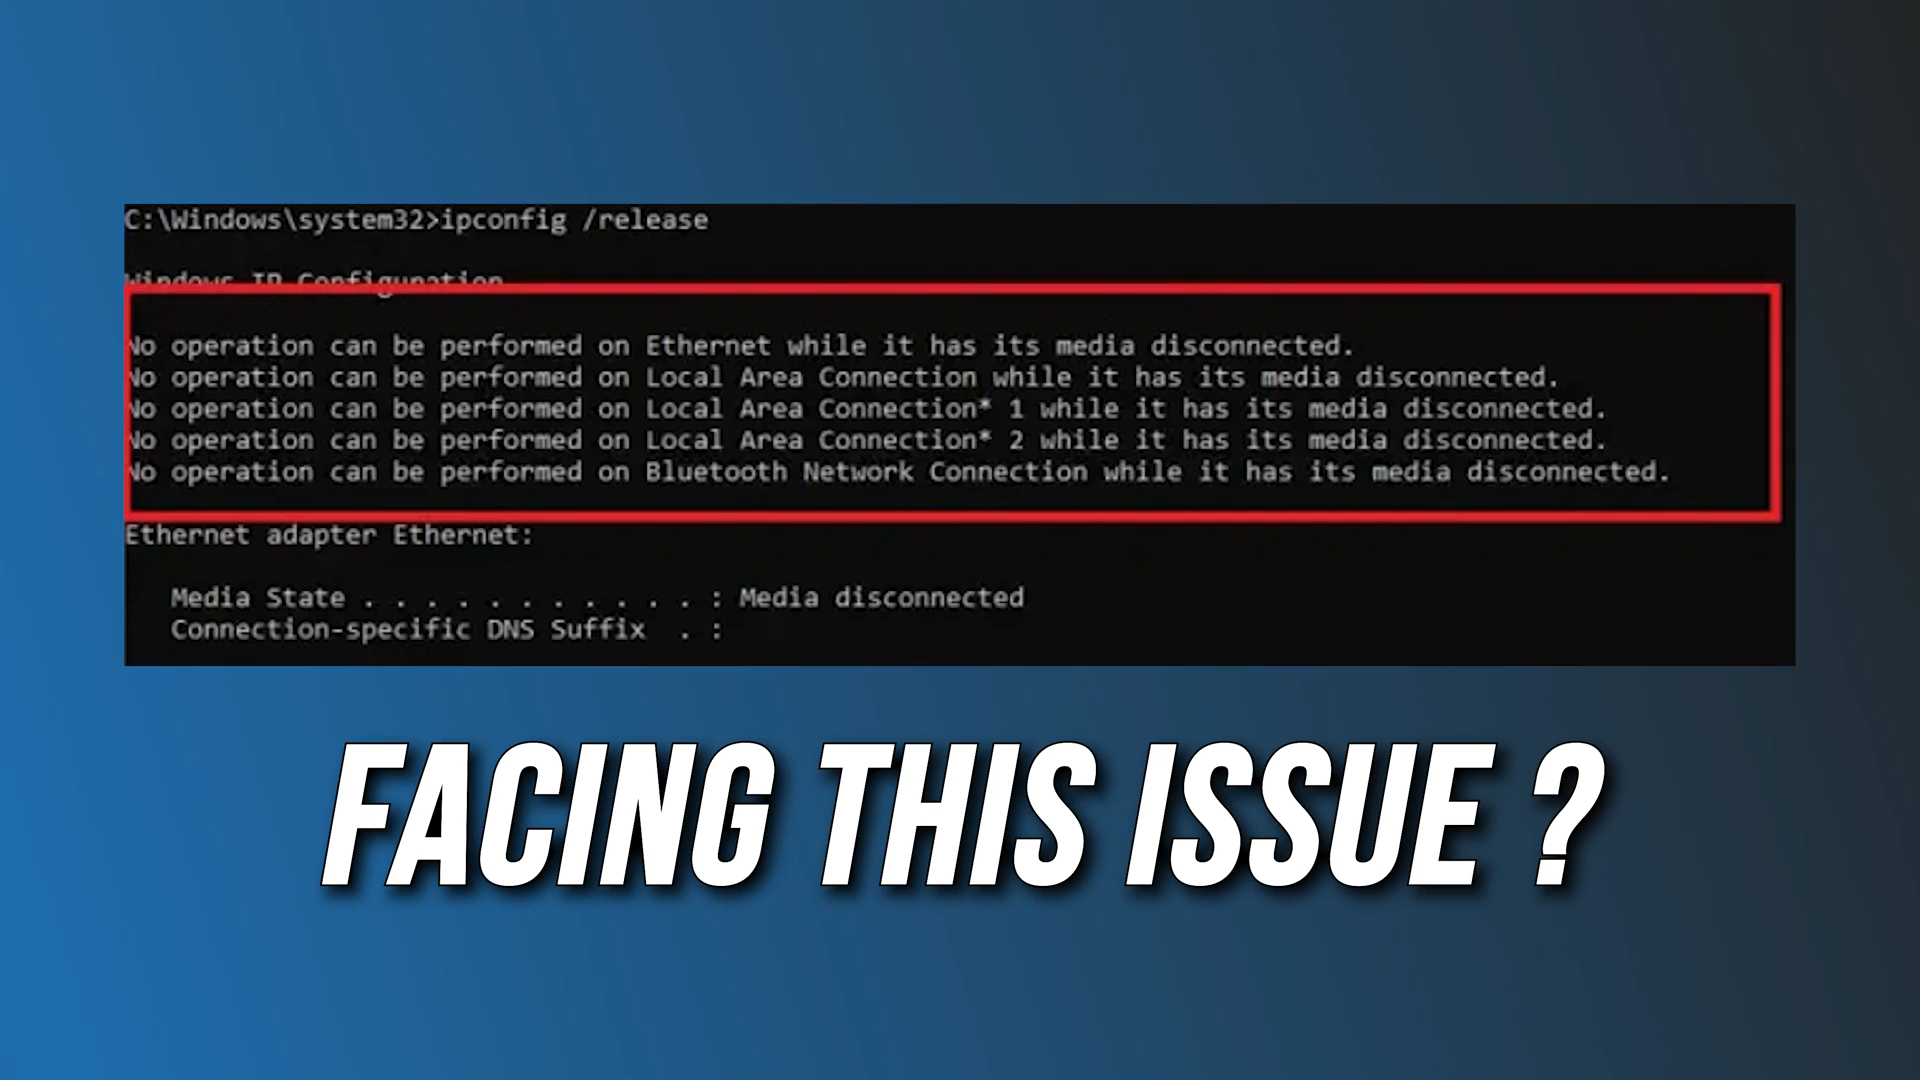 C:\Windows\system32>ipconfig /release
Windows IP Configuration
No operation can be performed on Ethernet while it has its media disconnected.
No operation can be performed on Local Area Connection while it has its media disconnected.
No operation can be performed on Local Area Connection* 1 while it has its media disconnected.
No operation can be performed on Local Area Connection* 2 while it has its media disconnected.
No operation can be performed on Bluetooth Network Connection while it has its media disconnected.
Ethernet adapter Ethernet:
Media State . . . . . . . . . . . : Media disconnected
Connection-specific DNS Suffix  . :
FACING THIS ISSUE ?